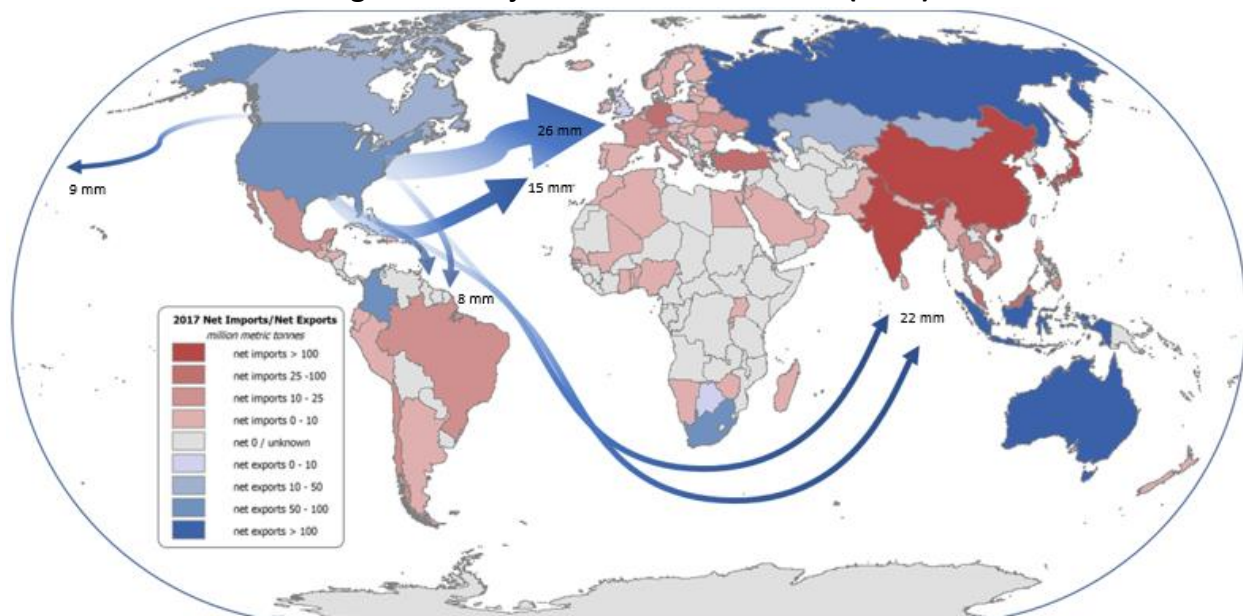 26 mm
9 mm
15 mm
8 mm
22 mm
2017 Net Imports/Net Exports
million metric tonnes
net imports > 100
net imports 25 -100
net imports 10 - 25
net imports 0 - 10
net 0 / unknown
net exports 0 - 10
net exports 10 - 50
net exports 50 - 100
net exports > 100